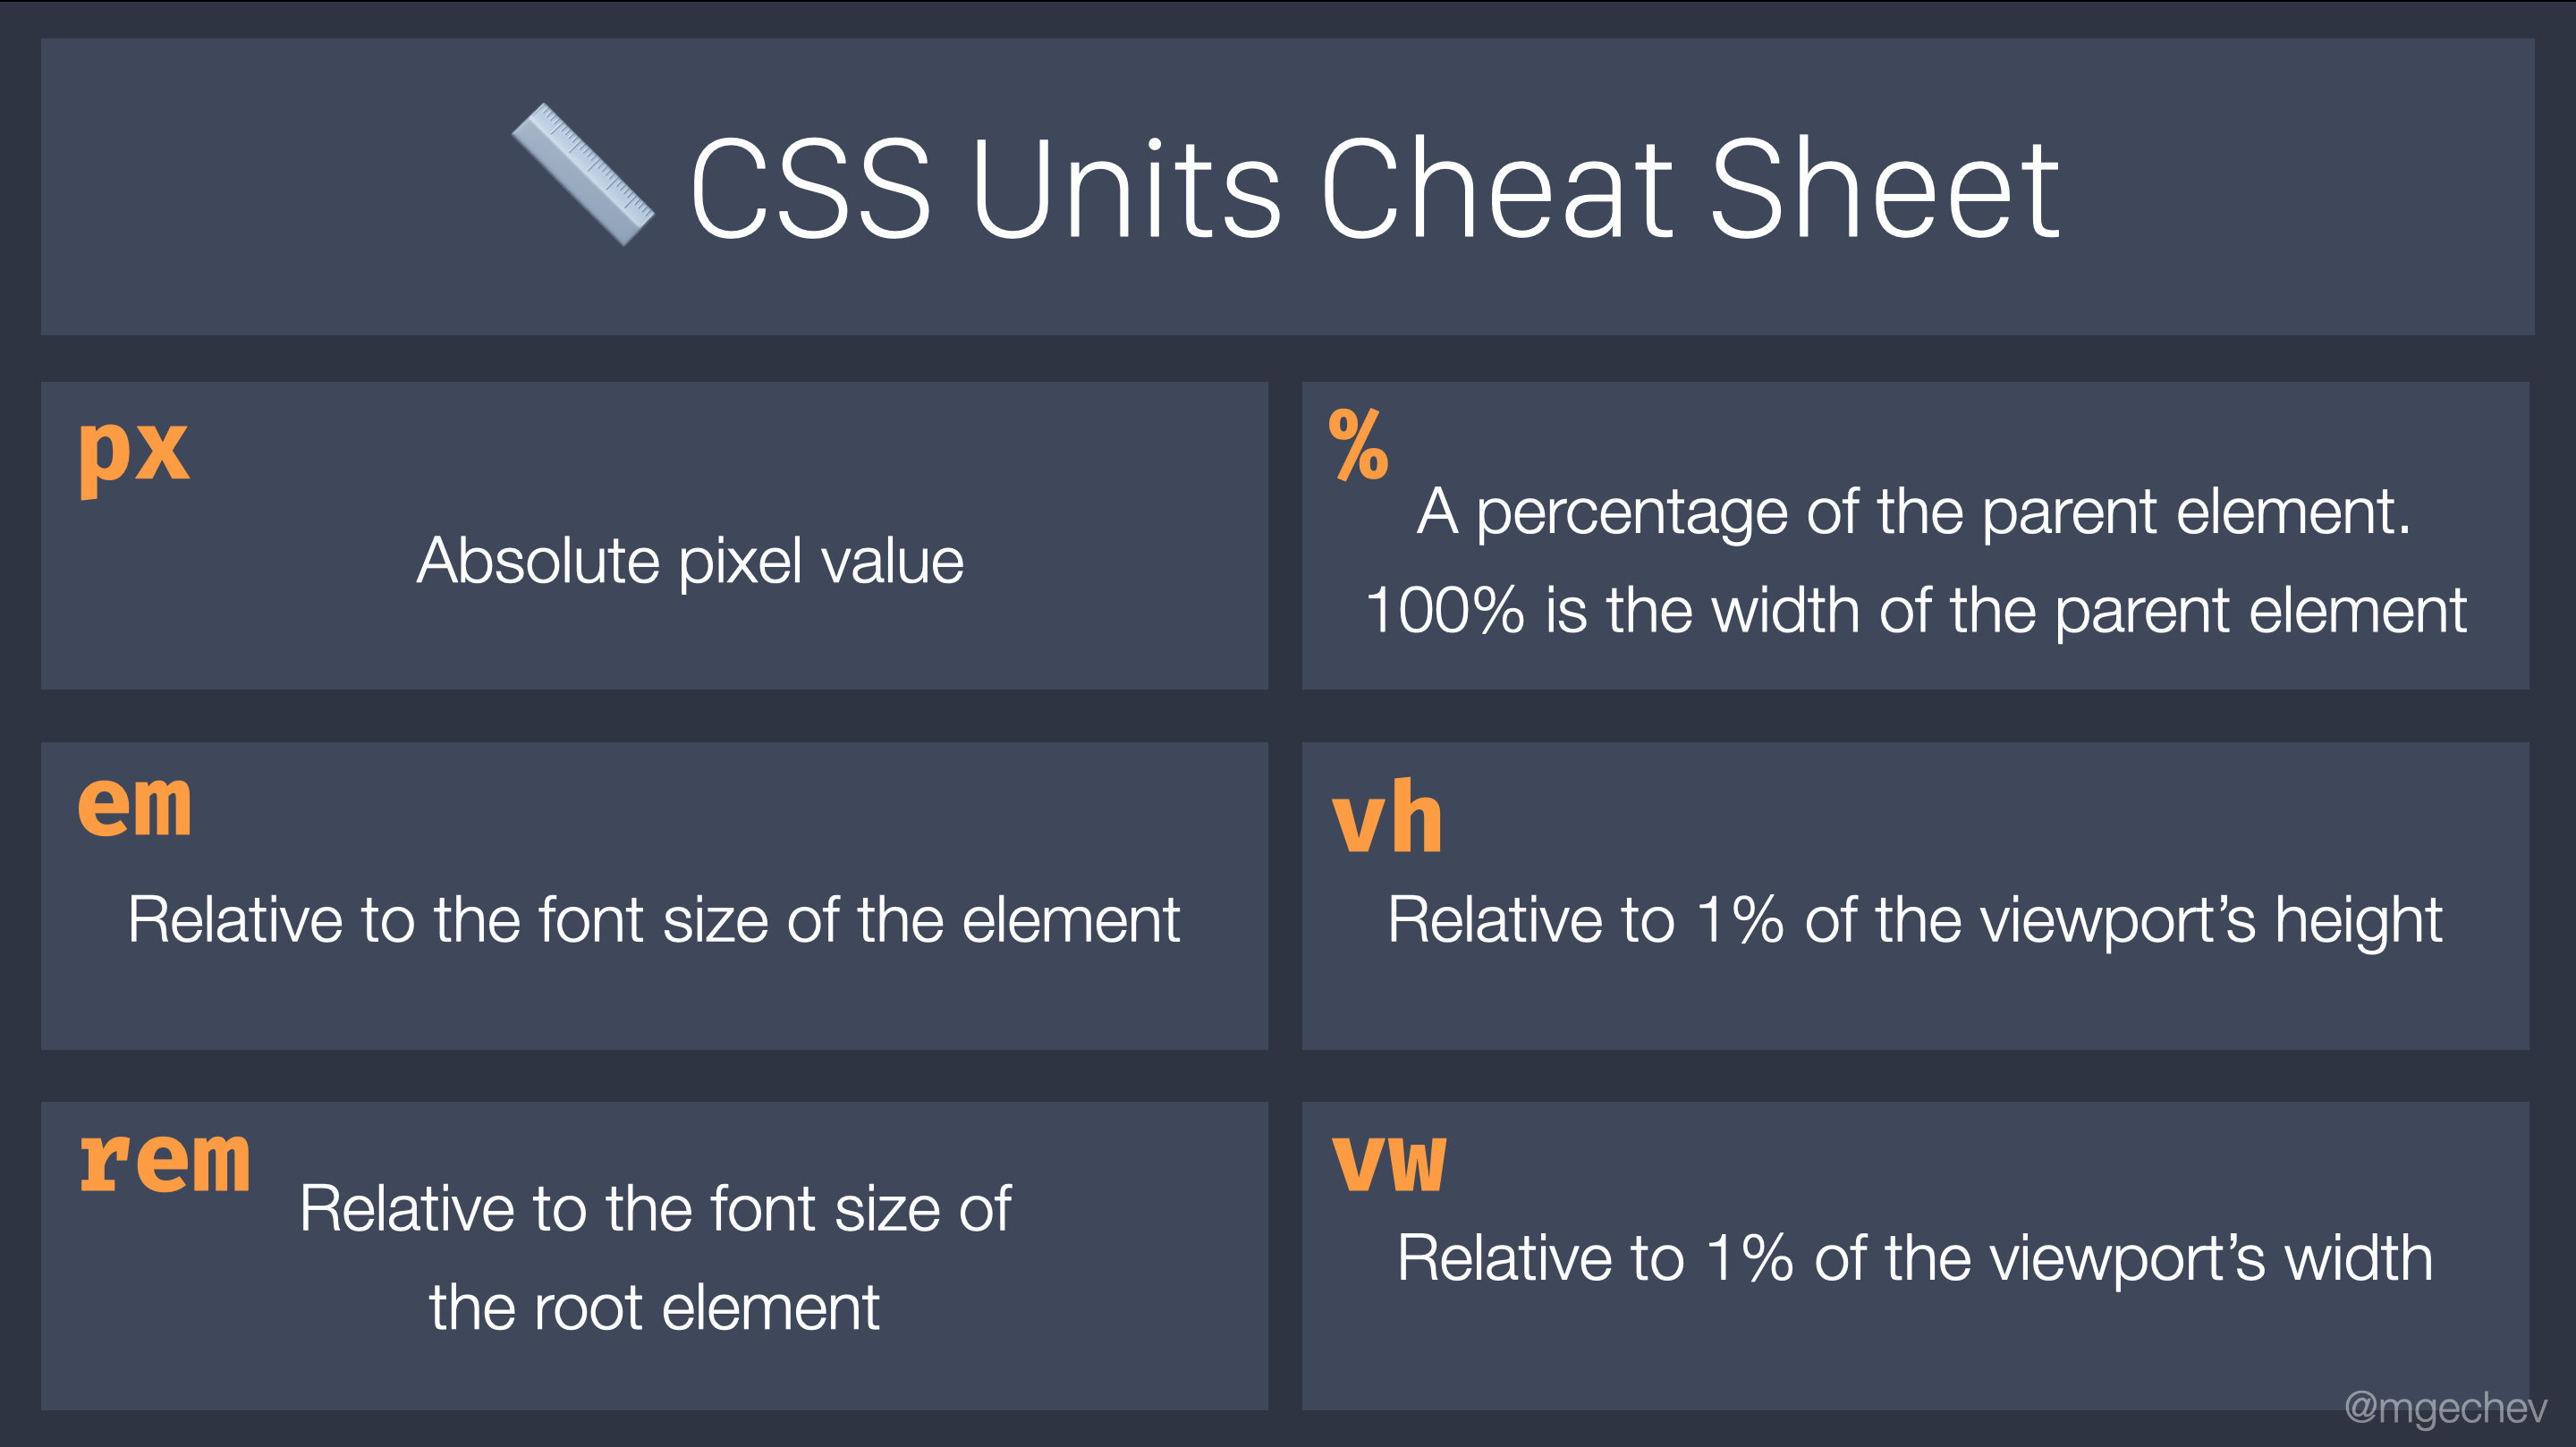 CSS Units Cheat Sheet
px
Absolute pixel value
%
A percentage of the parent element.
100% is the width of the parent element
em
Relative to the font size of the element
vh
Relative to 1% of the viewport’s height
rem
Relative to the font size of
the root element
vw
Relative to 1% of the viewport’s width
@mgechev